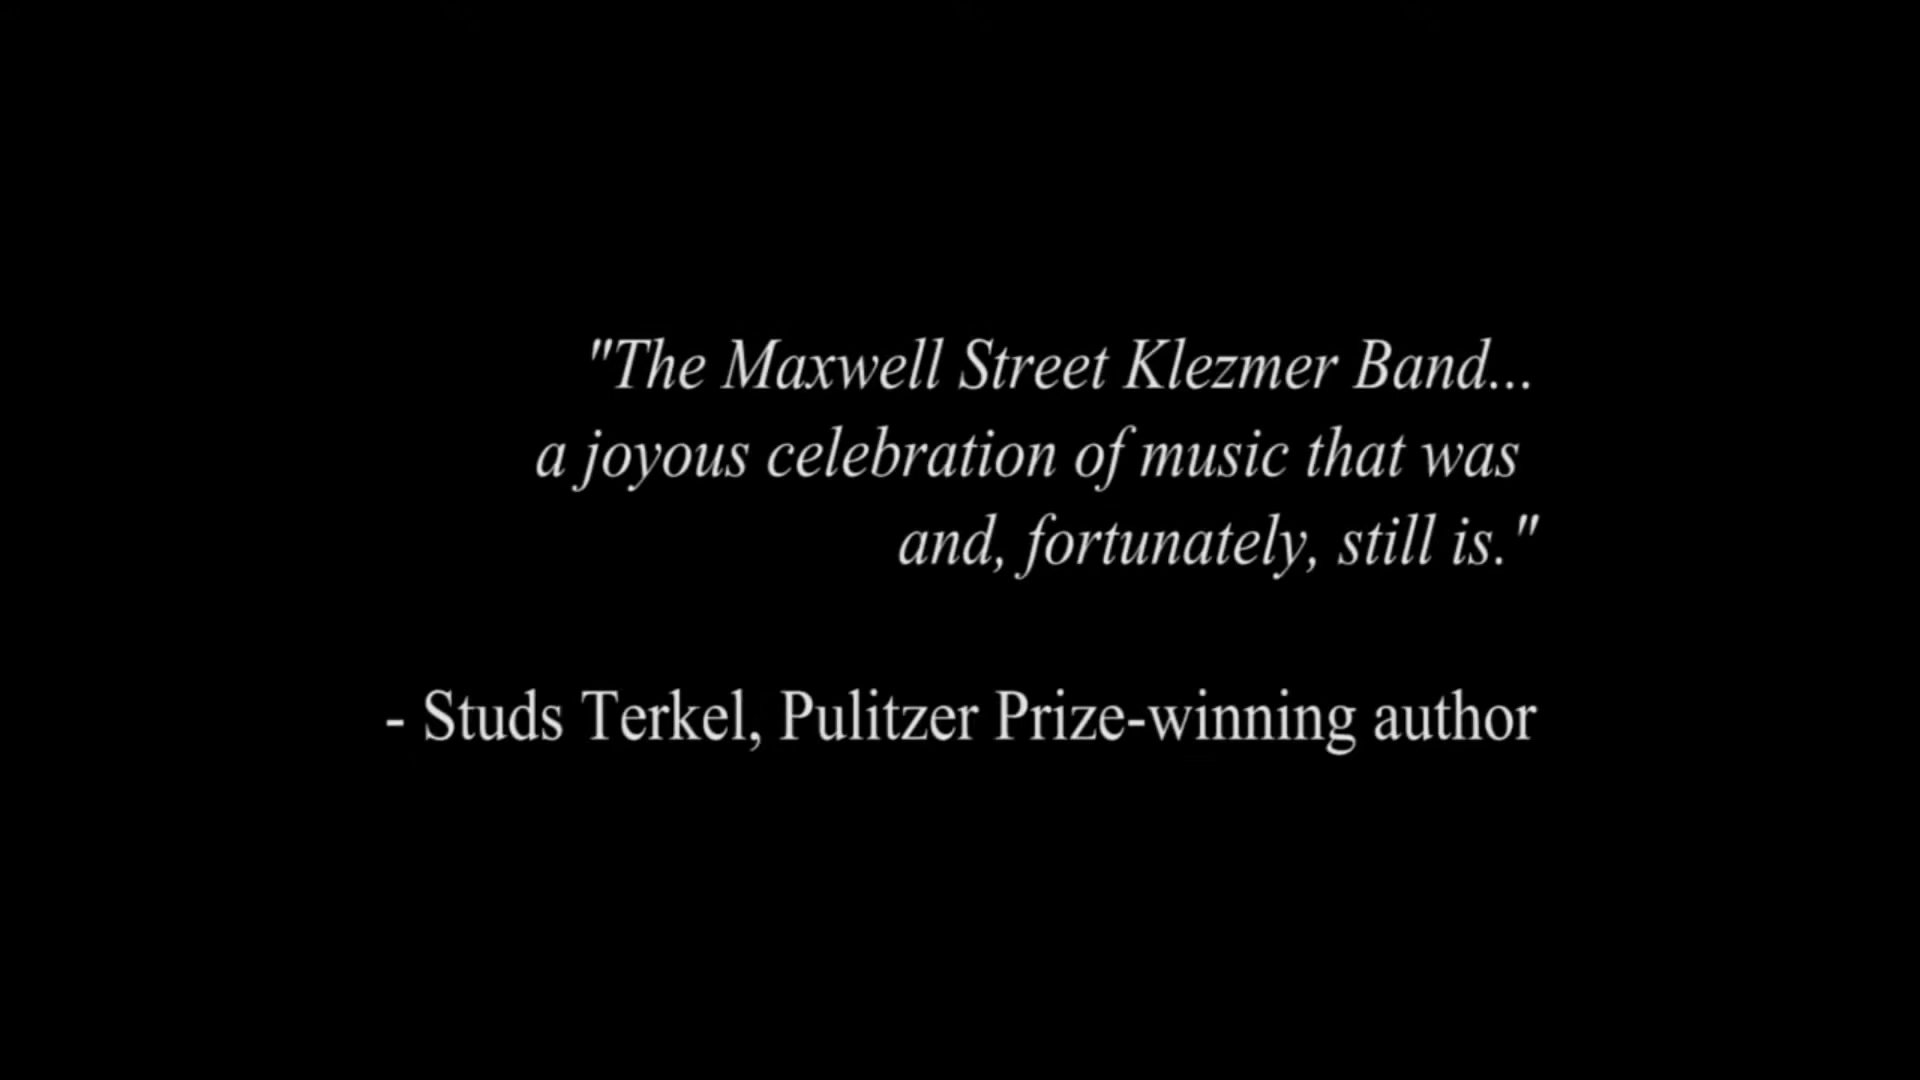 "The Maxwell Street Klezmer Band...
a joyous celebration of music that was
and, fortunately, still is."
- Studs Terkel, Pulitzer Prize-winning author